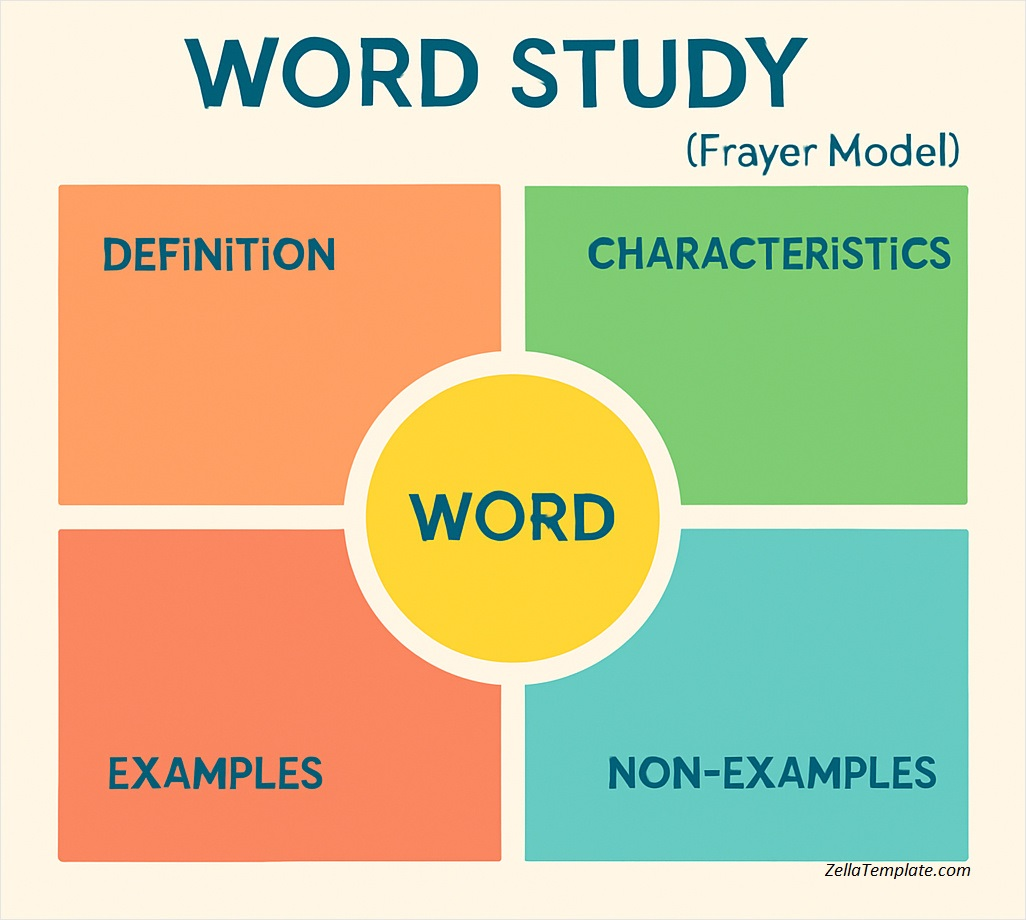 WORD STUDY
(Frayer Model)
DEFiNiTiON
CHARACTERiSTiCS
WORD
EXAMPLES
NON-EXAMPLES
ZellaTemplate.com